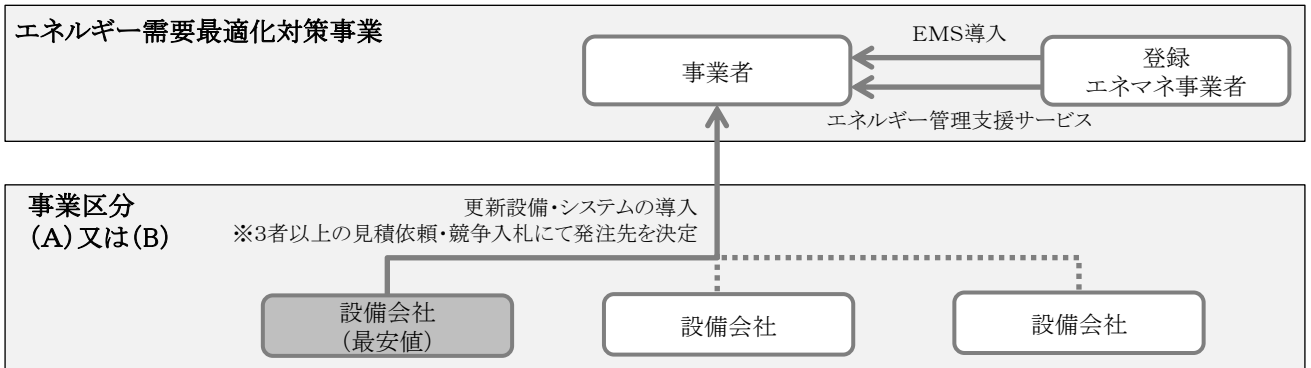 エネルギー需要最適化対策事業
EMS導入
事業者
登録
エネマネ事業者
エネルギー管理支援サービス
事業区分
(A)又は(B)
更新設備・システムの導入
※3者以上の見積依頼・競争入札にて発注先を決定
設備会社
(最安値)
設備会社
設備会社